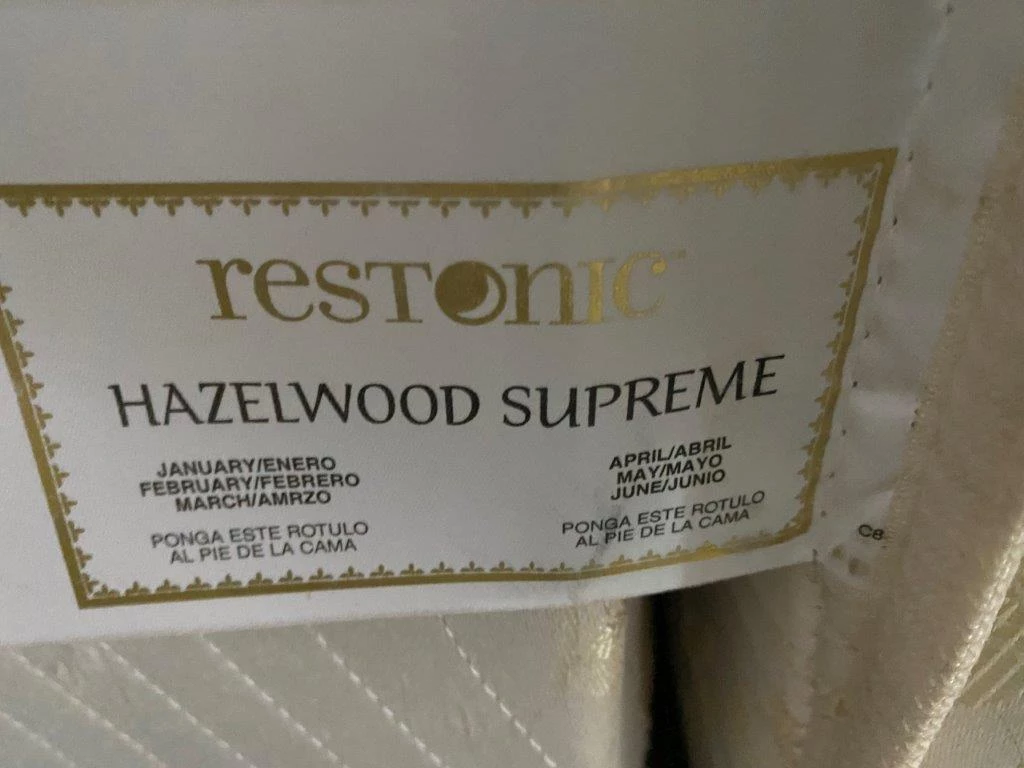 restonic
HAZELWOOD SUPREME
JANUARY/ENERO
FEBRUARY/FEBRERO
MARCH/AMRZO
PONGA ESTE ROTULO
AL PIE DE LA CAMA
APRIL/ABRIL
MAY/MAYO
JUNE/JUNIO
PONGA ESTE ROTULO
AL PIE DE LA CAMA